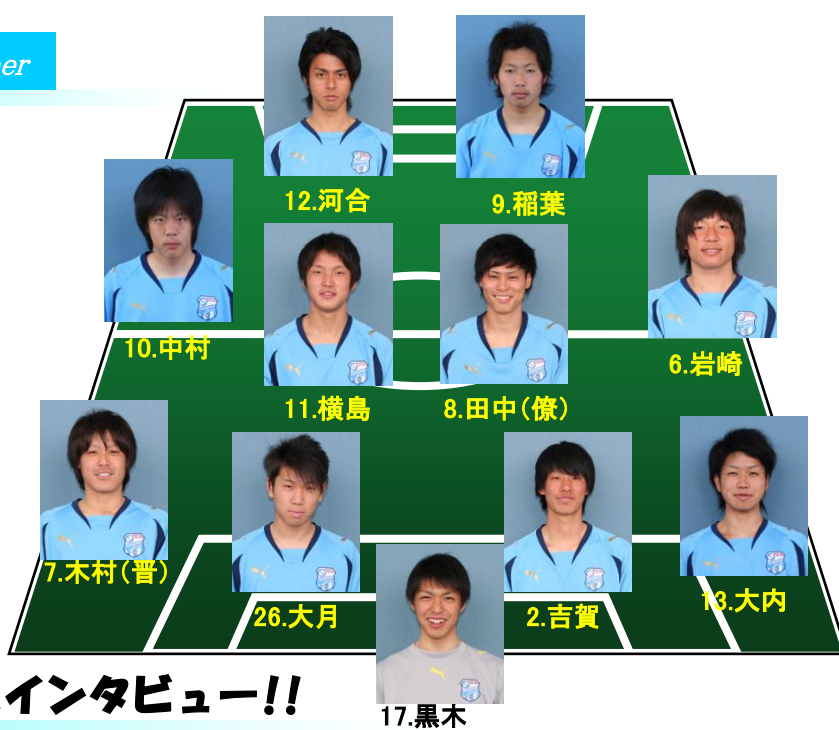 er
12.河合
9.稲葉
10.中村
6.岩崎
11.横島
8.田中(僚)
7.木村(晋)
26.大月
2.吉賀
13.大内
17.黒木
インタビュー!!